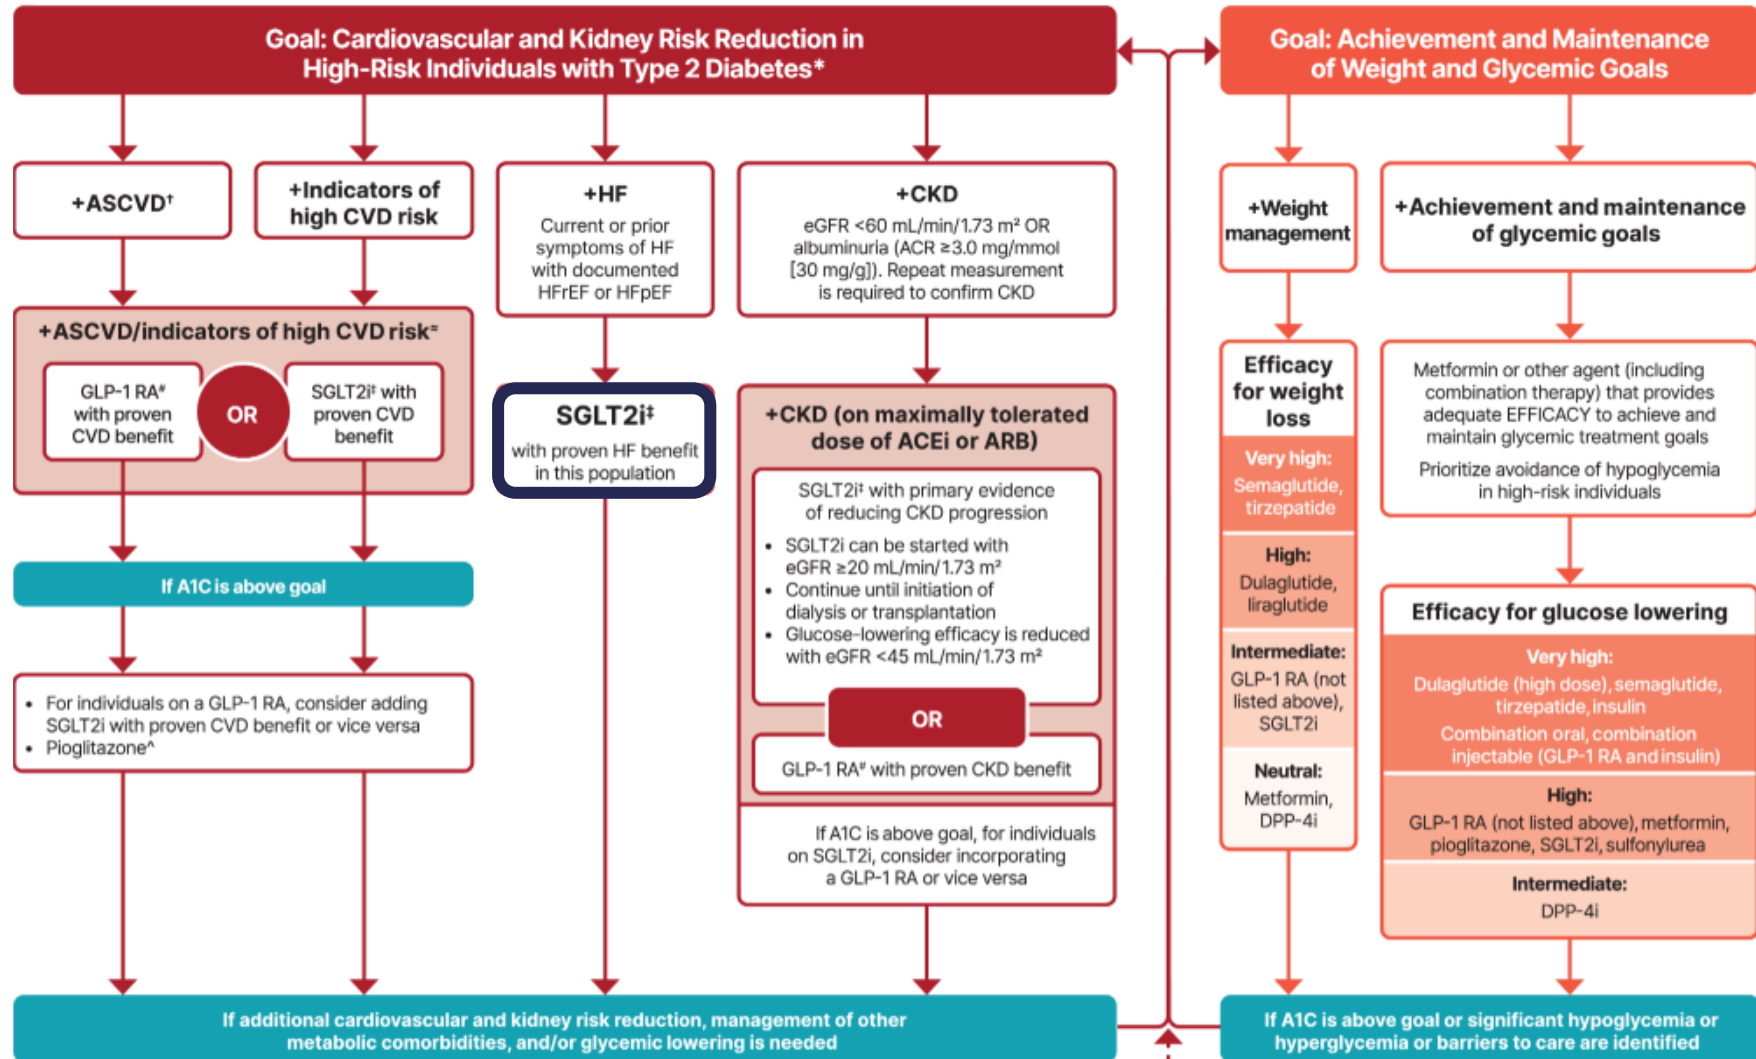 Goal: Cardiovascular and Kidney Risk Reduction in
High-Risk Individuals with Type 2 Diabetes*
+ASCVD†
+Indicators of
high CVD risk
+ASCVD/indicators of high CVD risk⁼
GLP-1 RA#
with proven
CVD benefit
OR
SGLT2i‡ with
proven CVD
benefit
If A1C is above goal
• For individuals on a GLP-1 RA, consider adding
SGLT2i with proven CVD benefit or vice versa
• Pioglitazone^
+HF
Current or prior
symptoms of HF
with documented
HFrEF or HFpEF
SGLT2i‡
with proven HF benefit
in this population
+CKD
eGFR <60 mL/min/1.73 m² OR
albuminuria (ACR ≥3.0 mg/mmol
[30 mg/g]). Repeat measurement
is required to confirm CKD
+CKD (on maximally tolerated
dose of ACEi or ARB)
SGLT2i‡ with primary evidence
of reducing CKD progression
• SGLT2i can be started with
eGFR ≥20 mL/min/1.73 m²
• Continue until initiation of
dialysis or transplantation
• Glucose-lowering efficacy is reduced
with eGFR <45 mL/min/1.73 m²
OR
GLP-1 RA# with proven CKD benefit
If A1C is above goal, for individuals
on SGLT2i, consider incorporating
a GLP-1 RA or vice versa
If additional cardiovascular and kidney risk reduction, management of other
metabolic comorbidities, and/or glycemic lowering is needed
Goal: Achievement and Maintenance
of Weight and Glycemic Goals
+Weight
management
Efficacy
for weight
loss
Very high:
Semaglutide,
tirzepatide
High:
Dulaglutide,
liraglutide
Intermediate:
GLP-1 RA (not
listed above),
SGLT2i
Neutral:
Metformin,
DPP-4i
+Achievement and maintenance
of glycemic goals
Metformin or other agent (including
combination therapy) that provides
adequate EFFICACY to achieve and
maintain glycemic treatment goals
Prioritize avoidance of hypoglycemia
in high-risk individuals
Efficacy for glucose lowering
Very high:
Dulaglutide (high dose), semaglutide,
tirzepatide, insulin
Combination oral, combination
injectable (GLP-1 RA and insulin)
High:
GLP-1 RA (not listed above), metformin,
pioglitazone, SGLT2i, sulfonylurea
Intermediate:
DPP-4i
If A1C is above goal or significant hypoglycemia or
hyperglycemia or barriers to care are identified